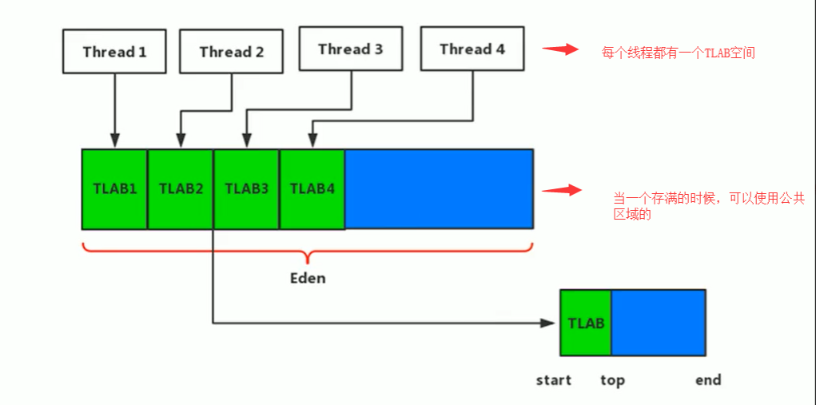 Thread 1
Thread 2
Thread 3
Thread 4
每个线程都有一个TLAB空间
TLAB1
TLAB2
TLAB3
TLAB4
当一个存满的时候，可以使用公共
区域的
Eden
TLAB
start
top
end